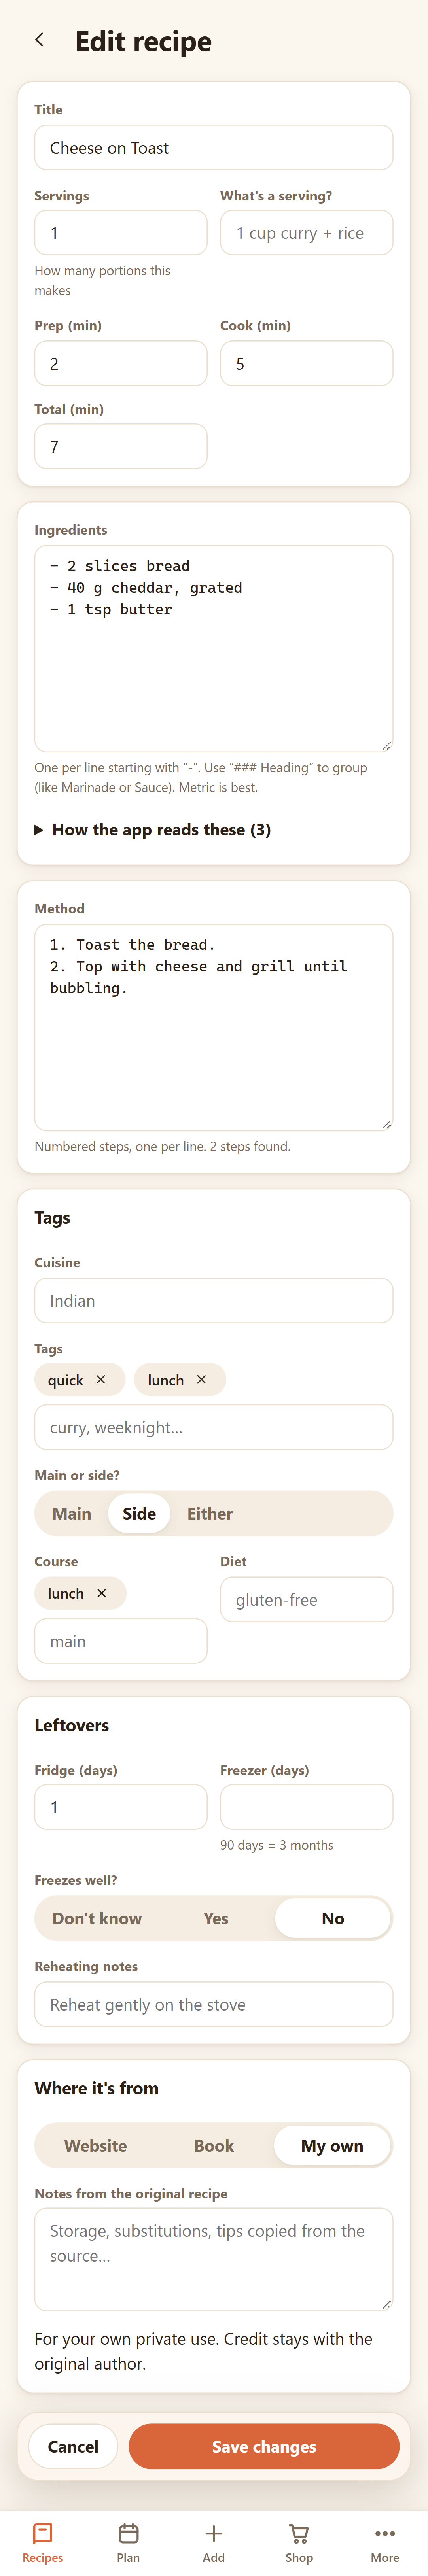 Edit recipe
Title
Cheese on Toast
Servings
What's a serving?
1
1 cup curry + rice
How many portions this
makes
Prep (min)
Cook (min)
2
5
Total (min)
7
Ingredients
- 2 slices bread
- 40 g cheddar, grated
- 1 tsp butter
One per line starting with “-”. Use “### Heading” to group
(like Marinade or Sauce). Metric is best.
How the app reads these (3)
Method
1. Toast the bread.
2. Top with cheese and grill until
bubbling.
Numbered steps, one per line. 2 steps found.
Tags
Cuisine
Indian
Tags
quick ×
lunch ×
curry, weeknight…
Main or side?
Main
Side
Either
Course
Diet
lunch ×
gluten-free
main
Leftovers
Fridge (days)
Freezer (days)
1
90 days = 3 months
Freezes well?
Don't know
Yes
No
Reheating notes
Reheat gently on the stove
Where it's from
Website
Book
My own
Notes from the original recipe
Storage, substitutions, tips copied from the
source…
For your own private use. Credit stays with the
original author.
Cancel
Save changes
Recipes
Plan
Add
Shop
More